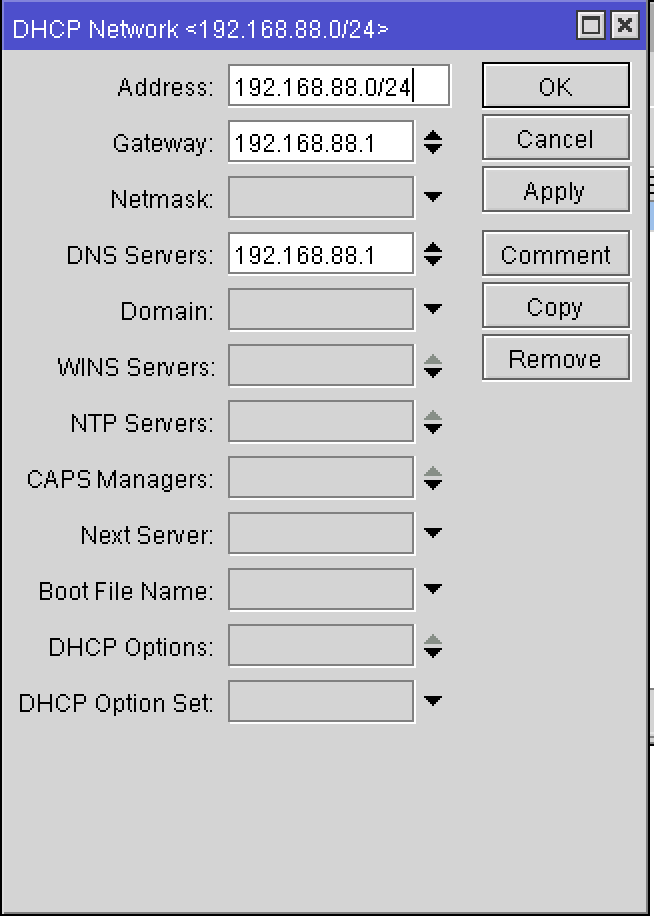 DHCP Network <192.168.88.0/24>
Address: 192.168.88.0/24 OK
Gateway: 192.168.88.1 Cancel
Netmask: Apply
DNS Servers: 192.168.88.1 Comment
Domain: Copy
WINS Servers: Remove
NTP Servers:
CAPS Managers:
Next Server:
Boot File Name:
DHCP Options:
DHCP Option Set: